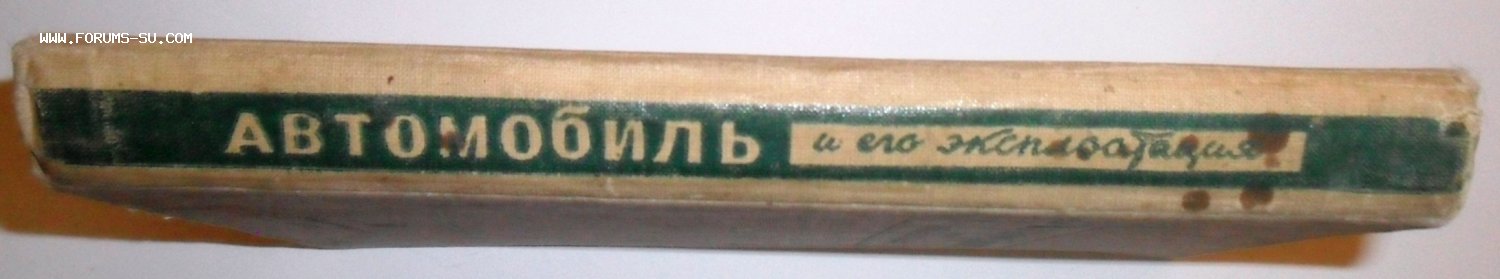 WWW.FORUMS-SU.COM
АВТОМОБИЛЬ и его эксплоатация